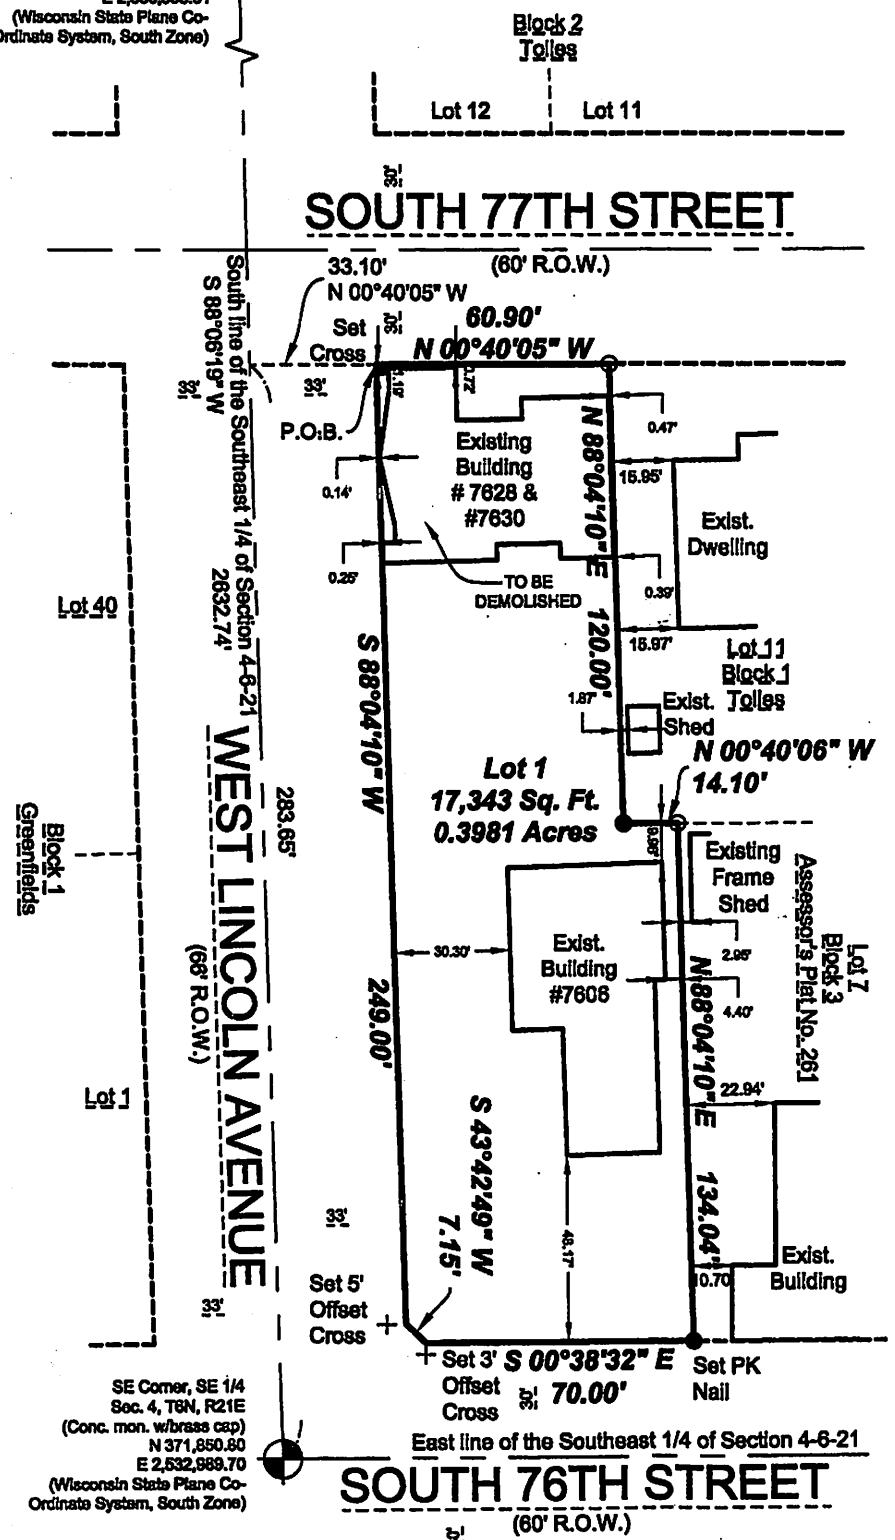 (Wisconsin State Plane Co-
Ordinate System, South Zone)
Block 2
Tolles
Lot 12
Lot 11
30'
SOUTH 77TH STREET
(60' R.O.W.)
33.10'
N 00°40'05" W
Set
Cross
30'
60.90'
N 00°40'05" W
33'
33'
P.O.B.
South line of the Southeast 1/4 of Section 4-6-21
S 88°06'19" W
2632.74'
0.72'
0.47'
Existing
Building
# 7628 &
#7630
0.14'
0.25'
N 88°04'10" E
120.00'
15.95'
Exist.
Dwelling
TO BE
DEMOLISHED
0.39'
15.97'
Lot 40
Lot 11
Block 1
Tolles
1.87'
Exist.
Shed
S 88°04'10" W
249.00'
N 00°40'06" W
14.10'
Lot 1
17,343 Sq. Ft.
0.3981 Acres
283.65'
WEST LINCOLN AVENUE
(66' R.O.W.)
Block 1
Greenfields
Existing
Frame
Shed
Lot 7
Block 3
Assessor's Plat No. 261
2.95'
30.30'
Exist.
Building
#7606
4.40'
N 88°04'10" E
134.04'
22.94'
Lot 1
S 43°42'49" W
7.15'
48.17'
33'
33'
10.70
Exist.
Building
Set 5'
Offset
Cross
Set 3'
Offset
Cross
S 00°38'32" E
30'
70.00'
Set PK
Nail
SE Corner, SE 1/4
Sec. 4, T6N, R21E
(Conc. mon. w/brass cap)
N 371,850.80
E 2,532,989.70
(Wisconsin State Plane Co-
Ordinate System, South Zone)
East line of the Southeast 1/4 of Section 4-6-21
SOUTH 76TH STREET
(60' R.O.W.)